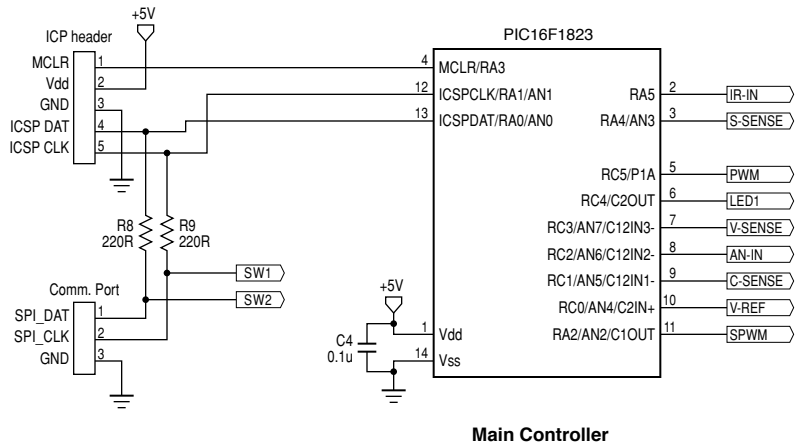 +5V
ICP header
PIC16F1823
MCLR 1
Vdd 2
GND 3
ICSP DAT 4
ICSP CLK 5
4 MCLR/RA3
12 ICSPCLK/RA1/AN1
13 ICSPDAT/RA0/AN0
RA5 2 IR-IN
RA4/AN3 3 S-SENSE
RC5/P1A 5 PWM
RC4/C2OUT 6 LED1
RC3/AN7/C12IN3- 7 V-SENSE
RC2/AN6/C12IN2- 8 AN-IN
RC1/AN5/C12IN1- 9 C-SENSE
RC0/AN4/C2IN+ 10 V-REF
RA2/AN2/C1OUT 11 SPWM
R8
220R
R9
220R
SW1
SW2
Comm. Port
SPI_DAT 1
SPI_CLK 2
GND 3
+5V
C4
0.1u
1 Vdd
14 Vss
Main Controller